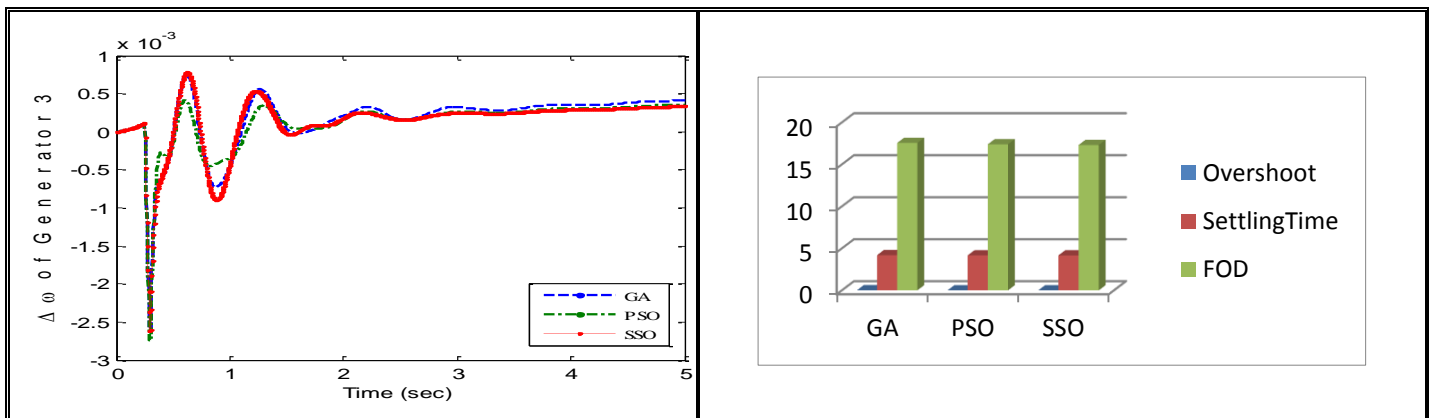 × 10⁻³
1
0.5
0
-0.5
-1
-1.5
-2
-2.5
-3
Δ ω of Generator 3
0 1 2 3 4 5
Time (sec)
GA
PSO
SSO
20
15
10
5
0
GA PSO SSO
Overshoot
SettlingTime
FOD